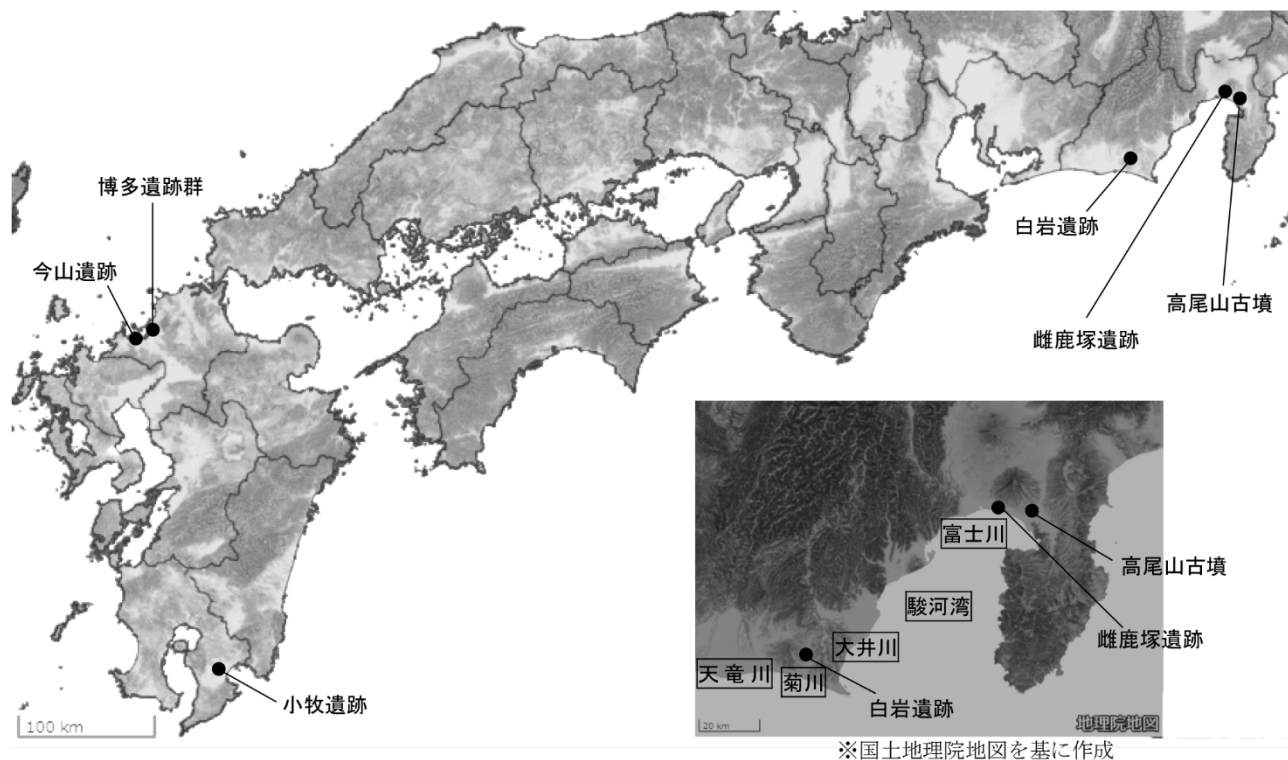 博多遺跡群
今山遺跡
小牧遺跡
100 km
白岩遺跡
高尾山古墳
雌鹿塚遺跡
富士川
高尾山古墳
駿河湾
雌鹿塚遺跡
大井川
天竜川
菊川
白岩遺跡
20 km
地理院地図
※国土地理院地図を基に作成